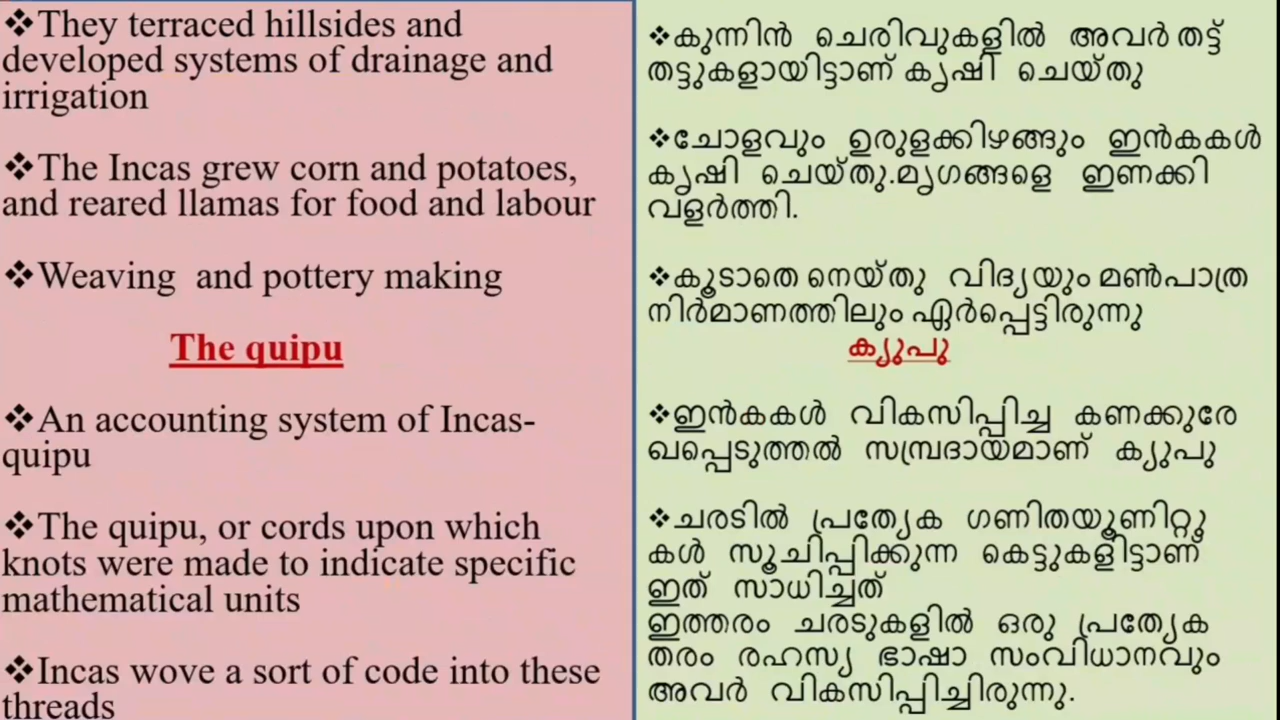 ❖They terraced hillsides and
developed systems of drainage and
irrigation
❖The Incas grew corn and potatoes,
and reared llamas for food and labour
❖Weaving and pottery making
The quipu
❖An accounting system of Incas-
quipu
❖The quipu, or cords upon which
knots were made to indicate specific
mathematical units
❖Incas wove a sort of code into these
threads
❖കുന്നിൻ ചെരിവുകളിൽ അവർ തട്ട്
തട്ടുകളായിട്ടാണ് കൃഷി ചെയ്തു
❖ചോളവും ഉരുളക്കിഴങ്ങും ഇൻകകൾ
കൃഷി ചെയ്തു.മൃഗങ്ങളെ ഇണക്കി
വളർത്തി.
❖കൂടാതെ നെയ്തു വിദ്യയും മൺപാത്ര
നിർമാണത്തിലും ഏർപ്പെട്ടിരുന്നു
ക്യുപു
❖ഇൻകകൾ വികസിപ്പിച്ച കണക്കുരേ
ഖപ്പെടുത്തൽ സമ്പ്രദായമാണ് ക്യുപു
❖ചരടിൽ പ്രത്യേക ഗണിതയൂണിറ്റു
കൾ സൂചിപ്പിക്കുന്ന കെട്ടുകളിട്ടാണ്
ഇത് സാധിച്ചത്
ഇത്തരം ചരടുകളിൽ ഒരു പ്രത്യേക
തരം രഹസ്യ ഭാഷാ സംവിധാനവും
അവർ വികസിപ്പിച്ചിരുന്നു.